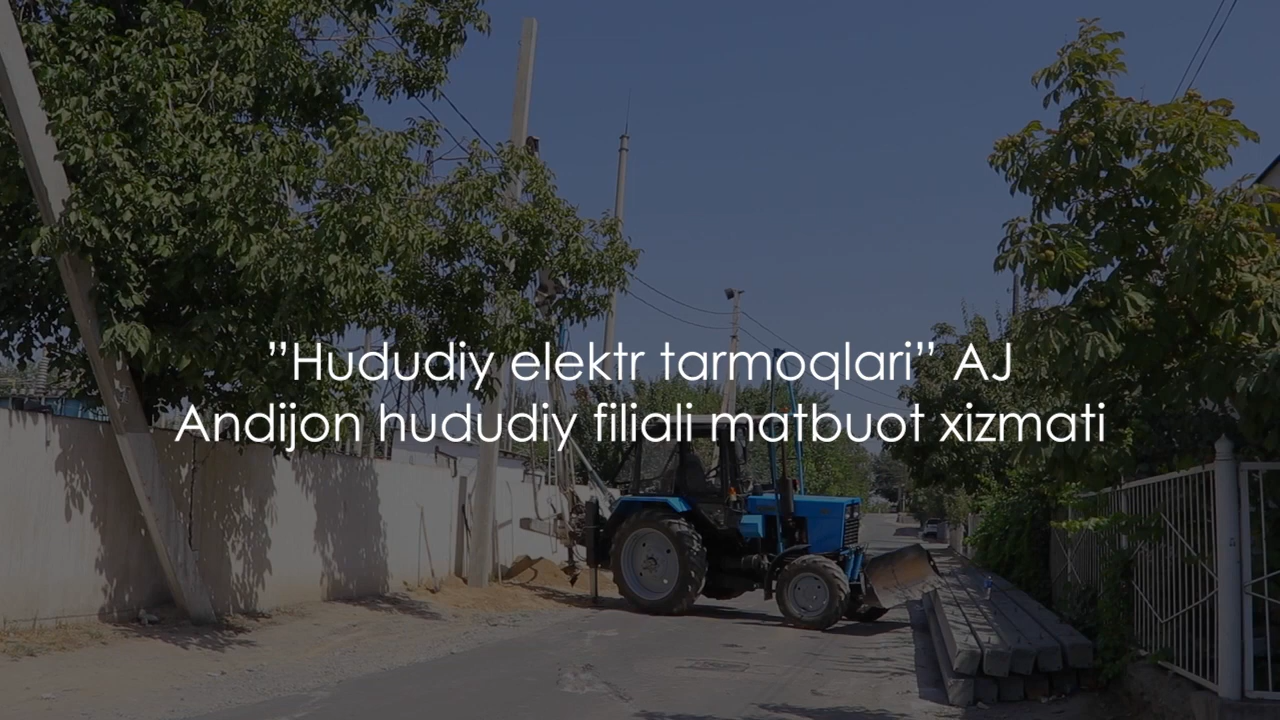 ”Hududiy elektr tarmoqlari” AJ
Andijon hududiy filiali matbuot xizmati